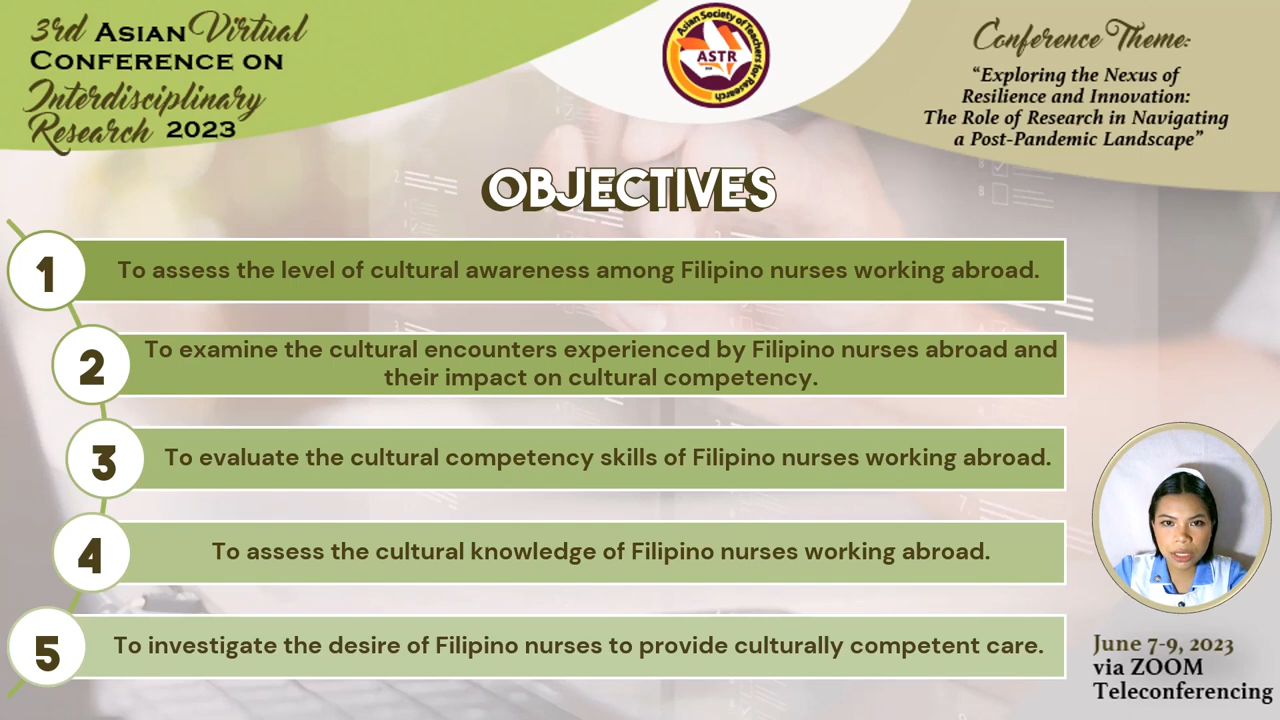 3rd ASIAN Virtual
CONFERENCE ON
Interdisciplinary
Research 2023
Asian Society of Teachers for Research
ASTR
Conference Theme:
“Exploring the Nexus of
Resilience and Innovation:
The Role of Research in Navigating
a Post-Pandemic Landscape”
OBJECTIVES
1 To assess the level of cultural awareness among Filipino nurses working abroad.
2 To examine the cultural encounters experienced by Filipino nurses abroad and
their impact on cultural competency.
3 To evaluate the cultural competency skills of Filipino nurses working abroad.
4 To assess the cultural knowledge of Filipino nurses working abroad.
5 To investigate the desire of Filipino nurses to provide culturally competent care.
June 7-9, 2023
via ZOOM
Teleconferencing